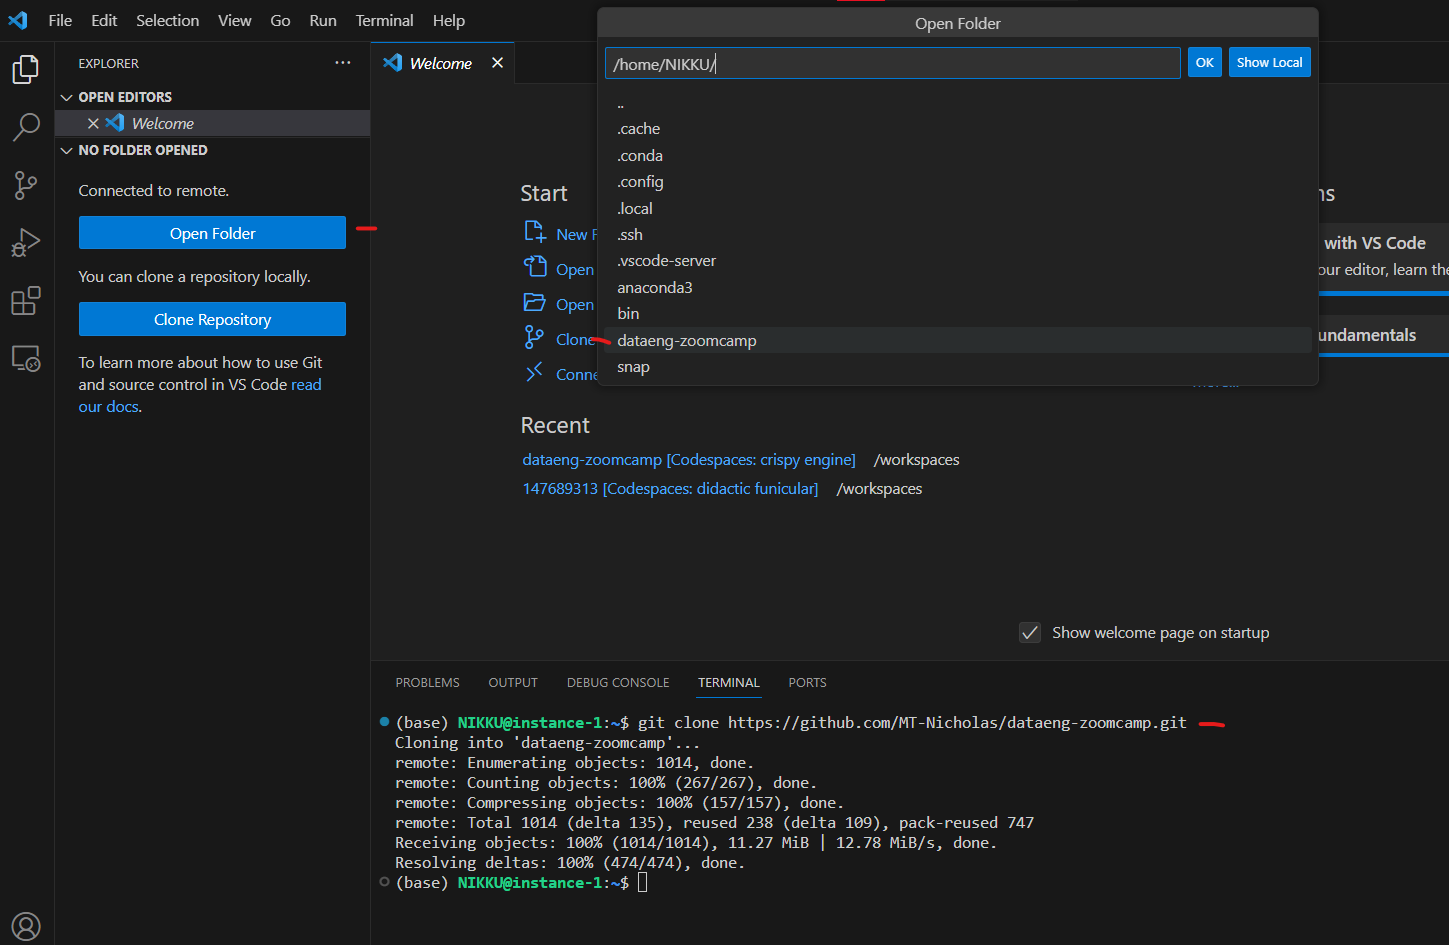 File Edit Selection View Go Run Terminal Help
Open Folder
/home/NIKKU/
OK
Show Local
..
.cache
.conda
.config
.local
.ssh
.vscode-server
anaconda3
bin
dataeng-zoomcamp
snap
EXPLORER
OPEN EDITORS
Welcome
NO FOLDER OPENED
Connected to remote.
Open Folder
You can clone a repository locally.
Clone Repository
To learn more about how to use Git
and source control in VS Code read
our docs.
Welcome
Start
New F
Open
Open
Clone
Conne
Recent
dataeng-zoomcamp [Codespaces: crispy engine] /workspaces
147689313 [Codespaces: didactic funicular] /workspaces
with VS Code
our editor, learn the
undamentals
More...
Show welcome page on startup
PROBLEMS OUTPUT DEBUG CONSOLE TERMINAL PORTS
(base) NIKKU@instance-1:~$ git clone https://github.com/MT-Nicholas/dataeng-zoomcamp.git
Cloning into 'dataeng-zoomcamp'...
remote: Enumerating objects: 1014, done.
remote: Counting objects: 100% (267/267), done.
remote: Compressing objects: 100% (157/157), done.
remote: Total 1014 (delta 135), reused 238 (delta 109), pack-reused 747
Receiving objects: 100% (1014/1014), 11.27 MiB | 12.78 MiB/s, done.
Resolving deltas: 100% (474/474), done.
(base) NIKKU@instance-1:~$